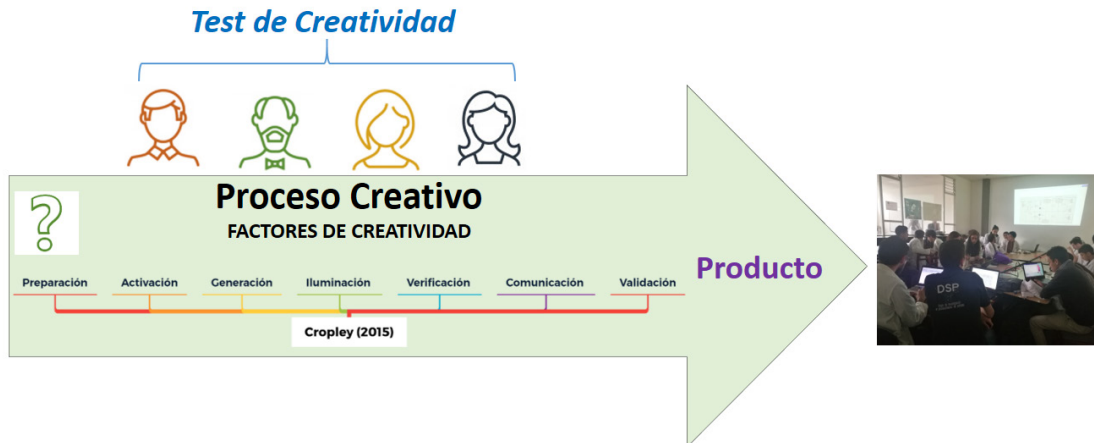 Test de Creatividad
?
Proceso Creativo
FACTORES DE CREATIVIDAD
Preparación
Activación
Generación
Iluminación
Verificación
Comunicación
Validación
Cropley (2015)
Producto
DSP